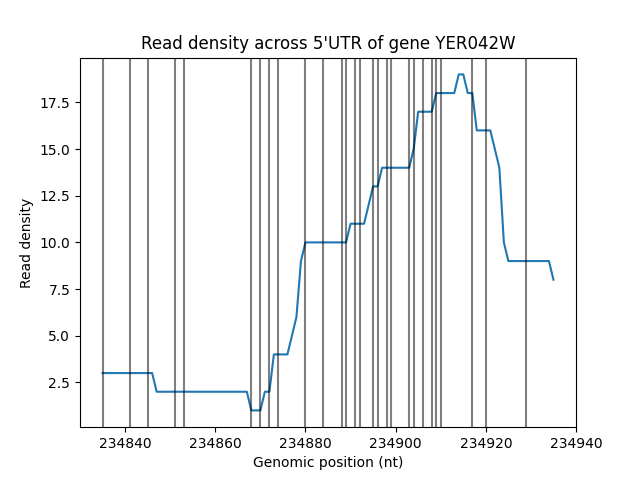 Read density across 5'UTR of gene YER042W
17.5
15.0
12.5
10.0
7.5
5.0
2.5
Read density
234840 234860 234880 234900 234920 234940
Genomic position (nt)